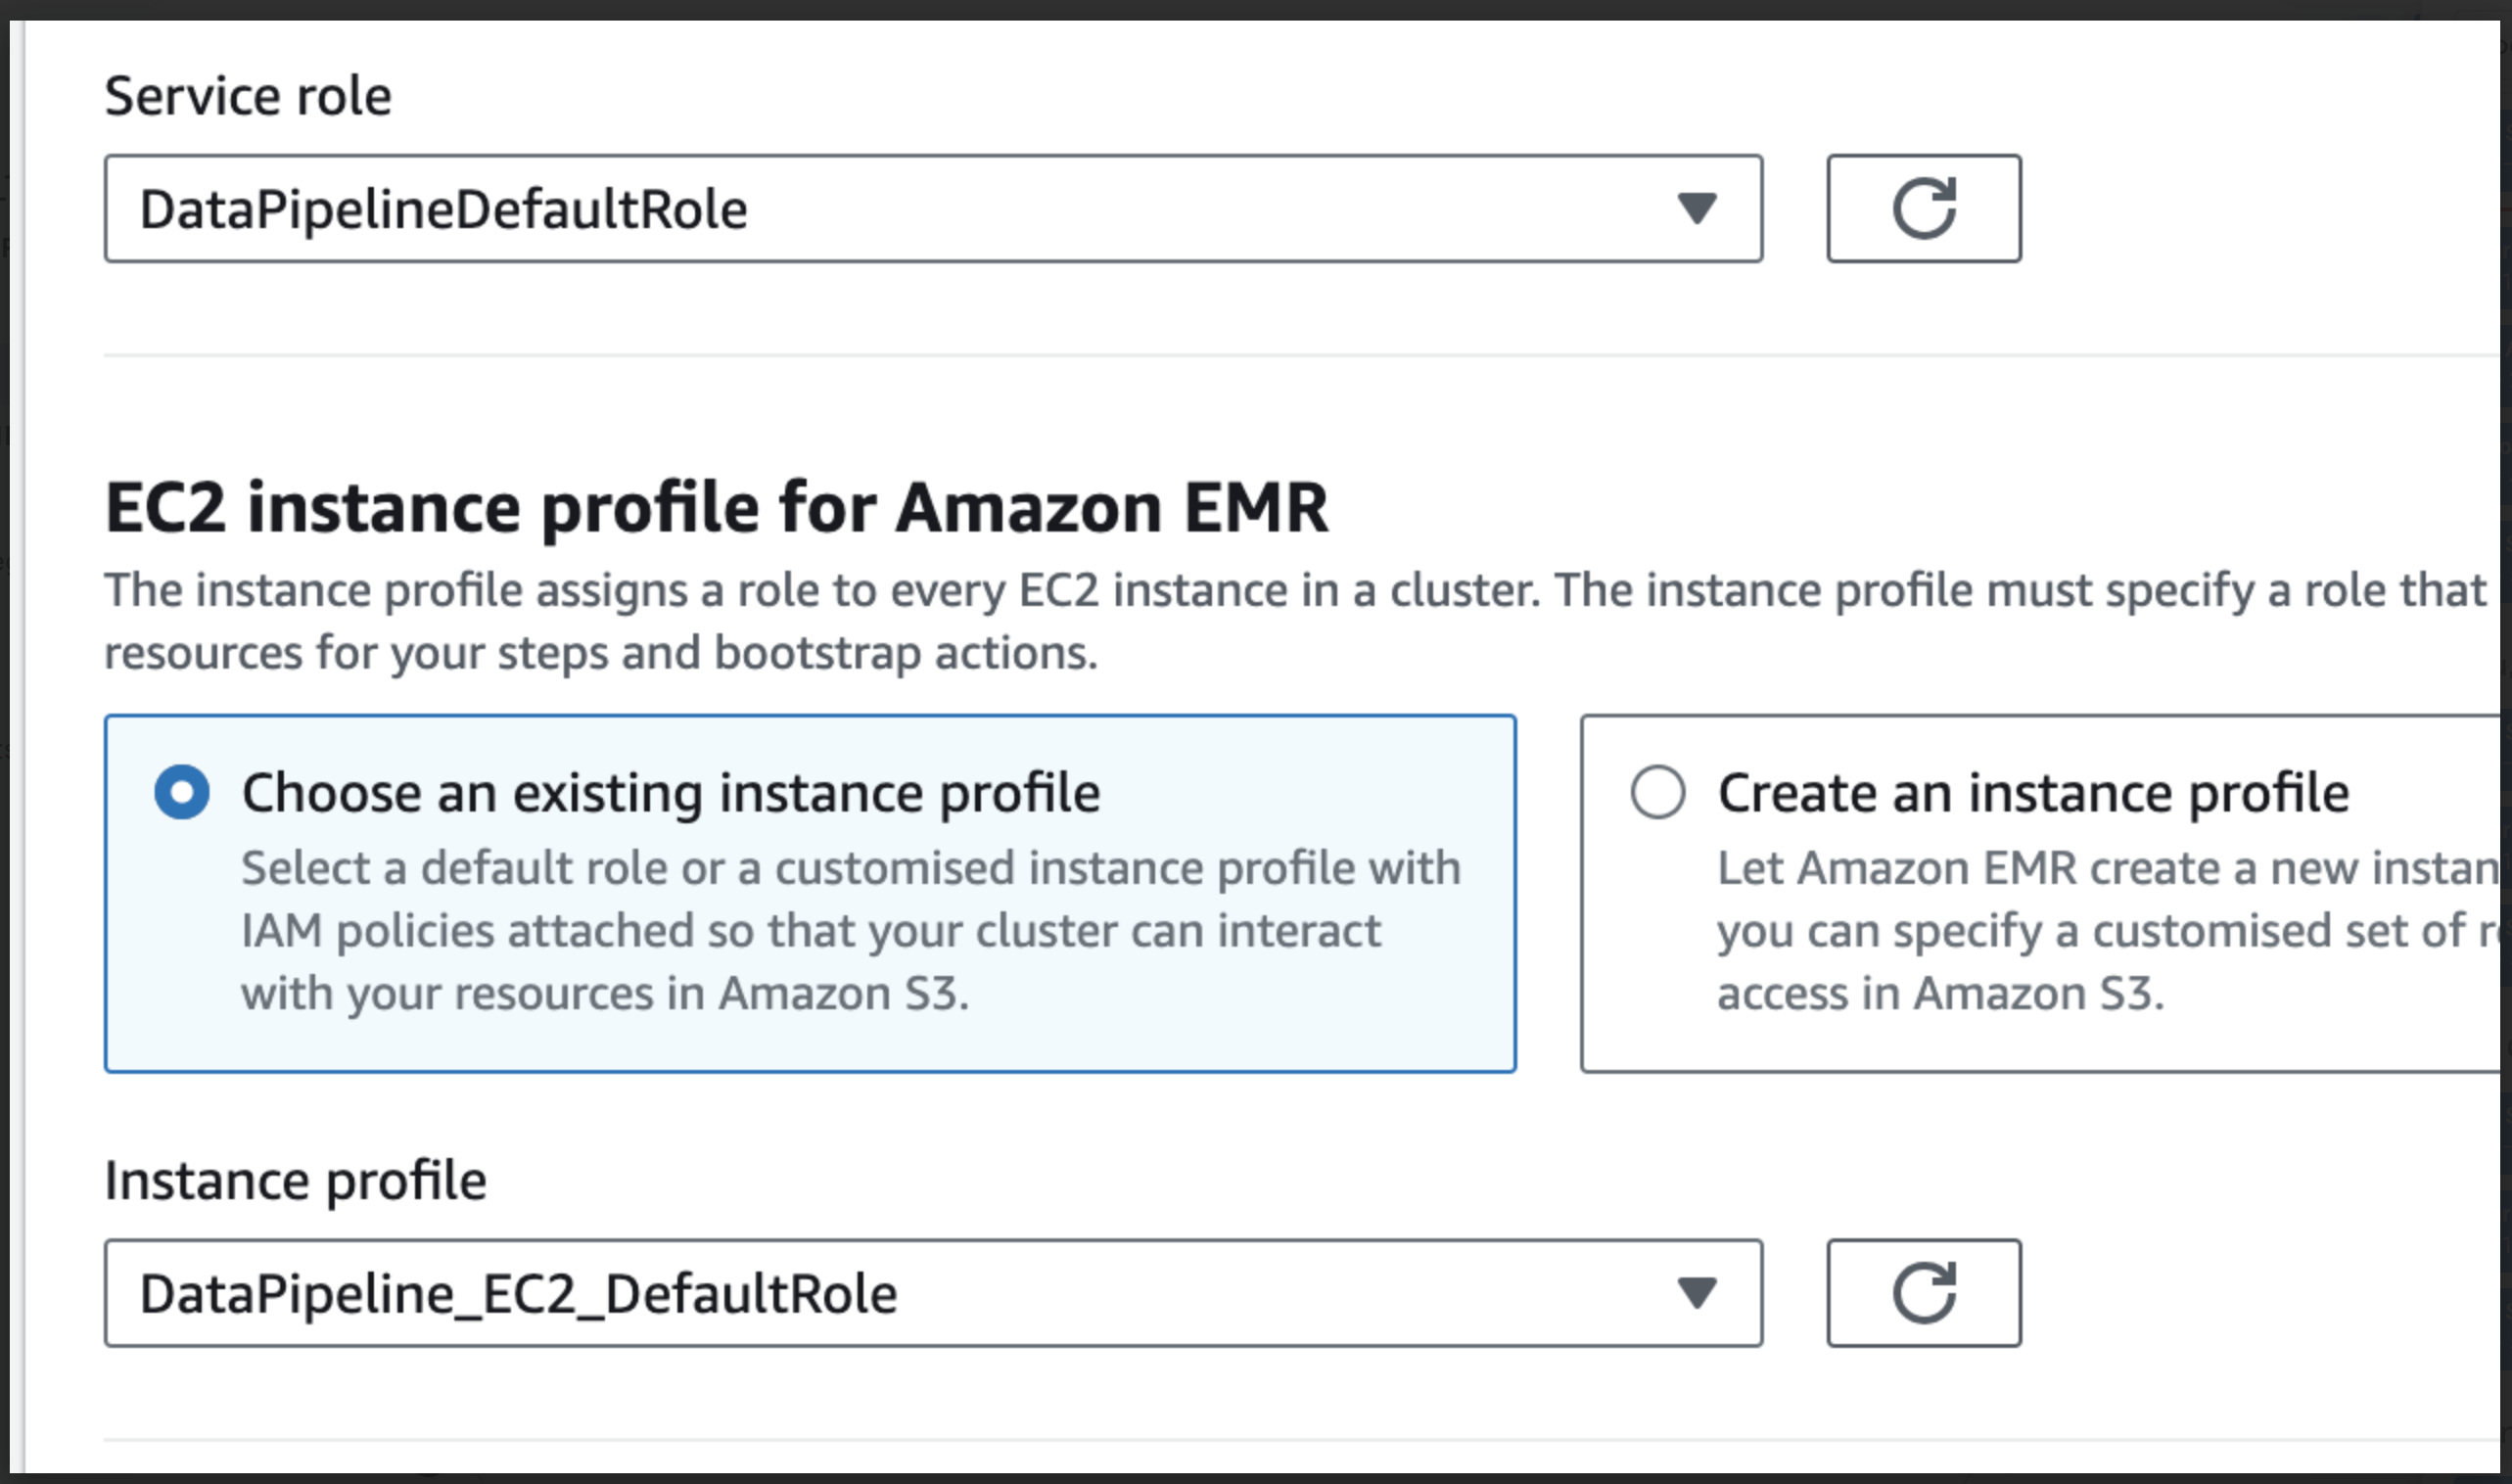 Service role
DataPipelineDefaultRole
EC2 instance profile for Amazon EMR
The instance profile assigns a role to every EC2 instance in a cluster. The instance profile must specify a role that
resources for your steps and bootstrap actions.
Choose an existing instance profile
Select a default role or a customised instance profile with
IAM policies attached so that your cluster can interact
with your resources in Amazon S3.
Create an instance profile
Let Amazon EMR create a new
you can specify a customised set of
access in Amazon S3.
Instance profile
DataPipeline_EC2_DefaultRole